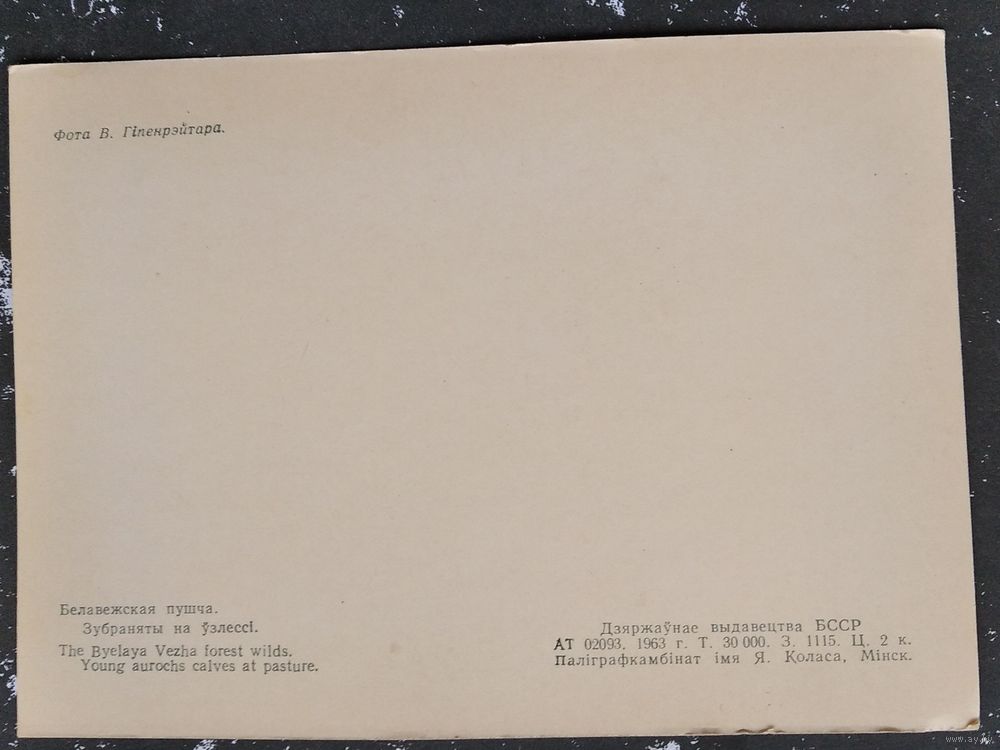 Фота В. Гіпенрэйтара.
Белавежская пушча.
Зубраняты на ўзлессі.
The Byelaya Vezha forest wilds.
Young aurochs calves at pasture.
Дзяржаўнае выдавецтва БССР
АТ 02093. 1963 г. Т. 30 000. З. 1115. Ц. 2 к.
Паліграфкамбінат імя Я. Коласа, Мінск.